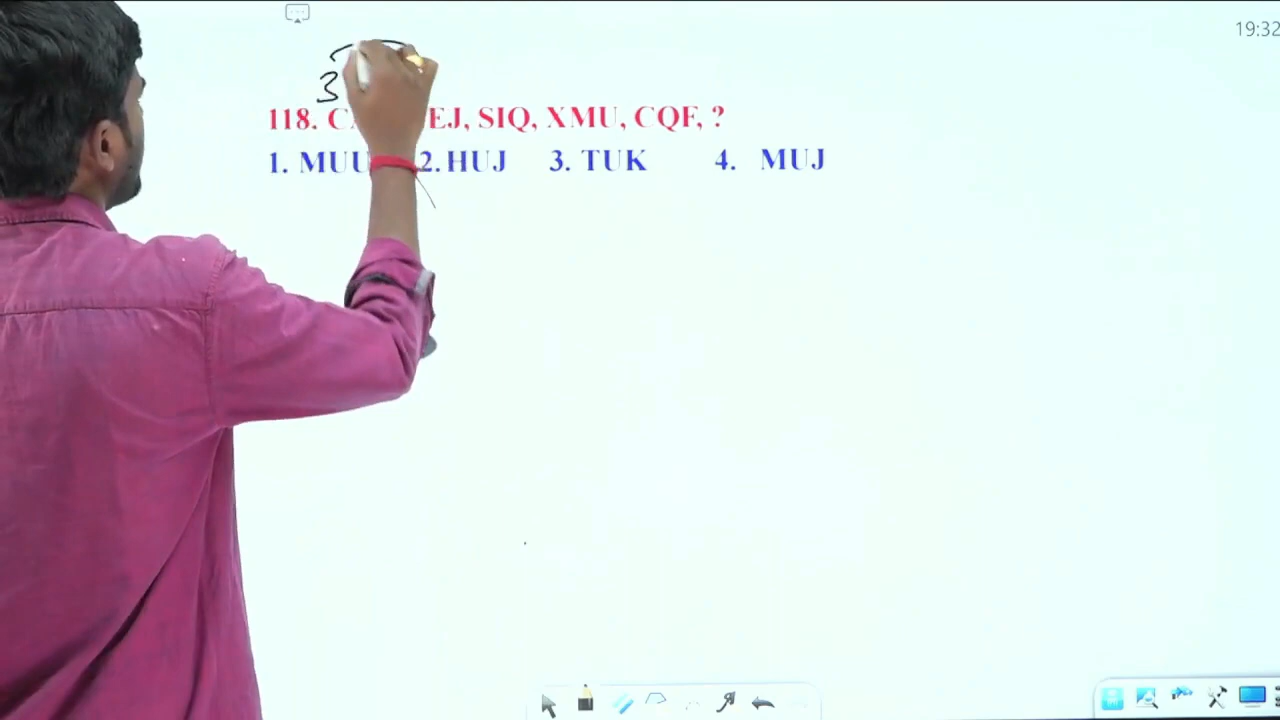 19:32
3
118. C EJ, SIQ, XMU, CQF, ?
1. MUU 2. HUJ 3. TUK 4. MUJ